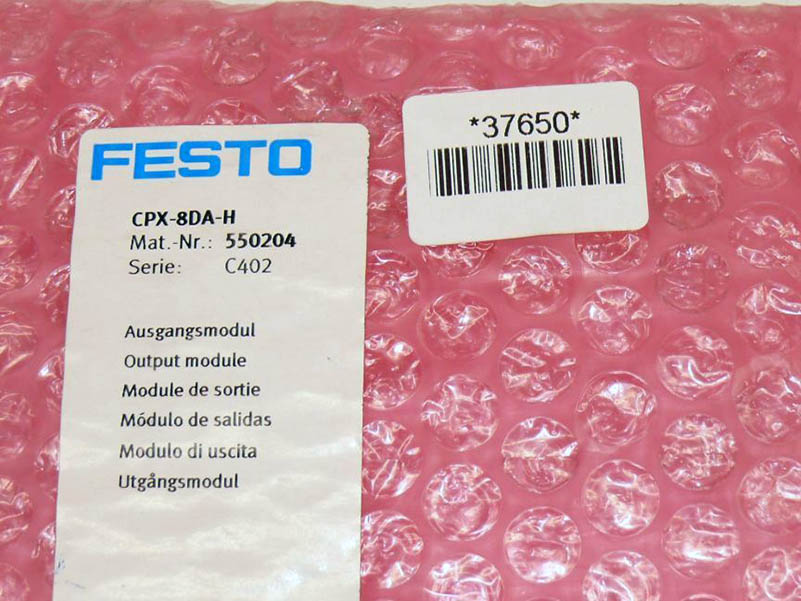 FESTO
CPX-8DA-H
Mat.-Nr.: 550204
Serie: C402
Ausgangsmodul
Output module
Module de sortie
Módulo de salidas
Modulo di uscita
Utgångsmodul
*37650*